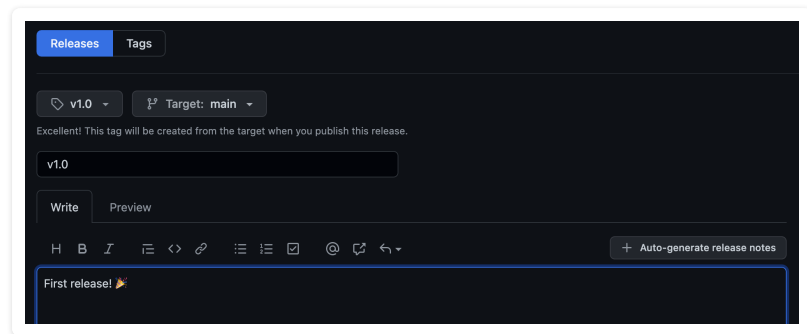 Releases Tags
v1.0 Target: main
Excellent! This tag will be created from the target when you publish this release.
v1.0
Write Preview
H B I Auto-generate release notes
First release! 🎉